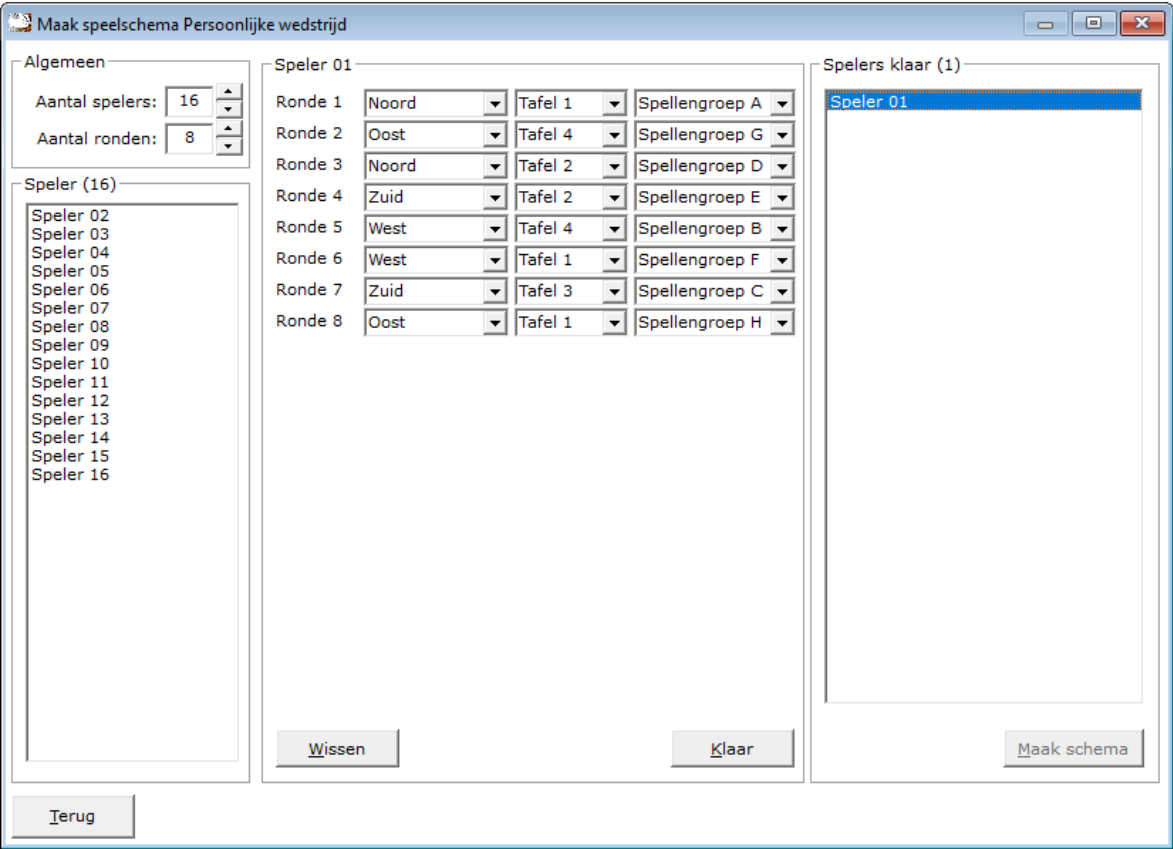 Maak speelschema Persoonlijke wedstrijd
Algemeen
Aantal spelers: 16
Aantal ronden: 8
Speler (16)
Speler 02
Speler 03
Speler 04
Speler 05
Speler 06
Speler 07
Speler 08
Speler 09
Speler 10
Speler 11
Speler 12
Speler 13
Speler 14
Speler 15
Speler 16
Speler 01
Ronde 1 Noord Tafel 1 Spellengroep A
Ronde 2 Oost Tafel 4 Spellengroep G
Ronde 3 Noord Tafel 2 Spellengroep D
Ronde 4 Zuid Tafel 2 Spellengroep E
Ronde 5 West Tafel 4 Spellengroep B
Ronde 6 West Tafel 1 Spellengroep F
Ronde 7 Zuid Tafel 3 Spellengroep C
Ronde 8 Oost Tafel 1 Spellengroep H
Wissen
Klaar
Spelers klaar (1)
Speler 01
Maak schema
Terug